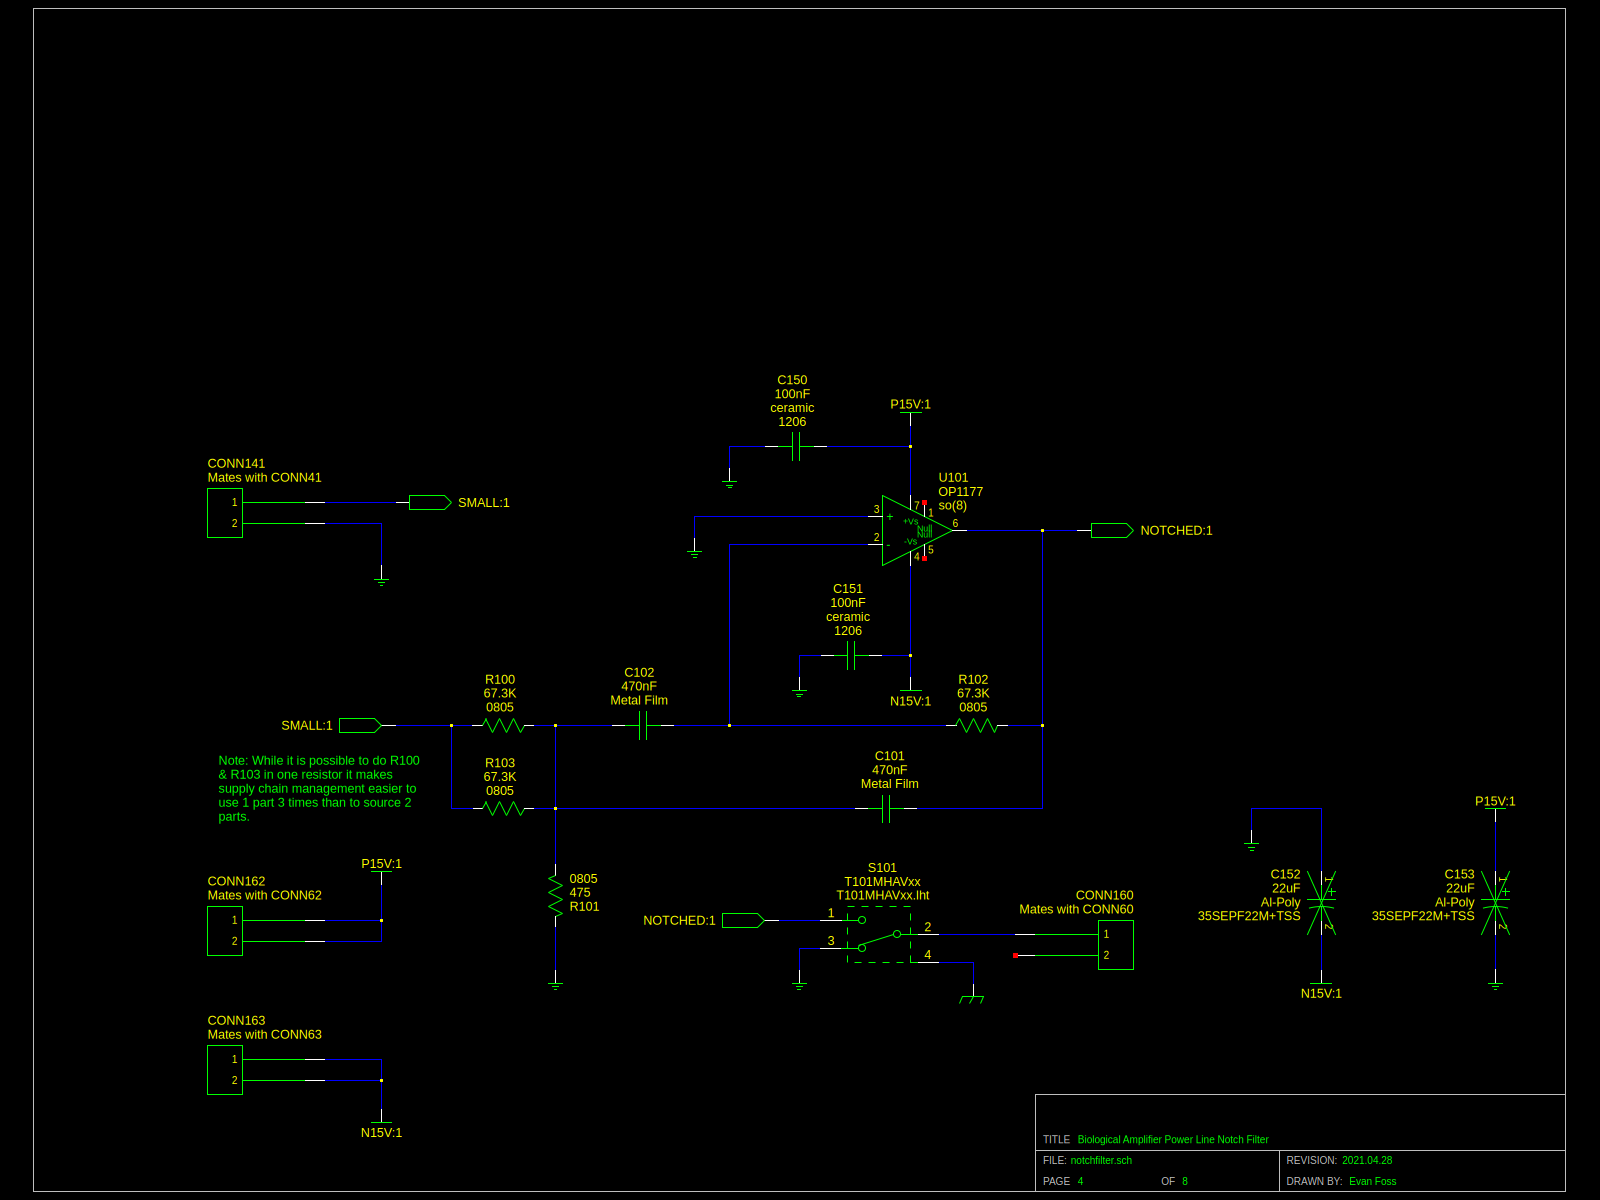 C150
100nF
ceramic
1206
P15V:1
CONN141
Mates with CONN41
1
2
SMALL:1
U101
OP1177
so(8)
3
2
+
-
7
1
+Vs
Null
Null
-Vs
4
5
6
NOTCHED:1
C151
100nF
ceramic
1206
N15V:1
R100
67.3K
0805
C102
470nF
Metal Film
R102
67.3K
0805
SMALL:1
Note: While it is possible to do R100
& R103 in one resistor it makes
supply chain management easier to
use 1 part 3 times than to source 2
parts.
R103
67.3K
0805
C101
470nF
Metal Film
P15V:1
CONN162
Mates with CONN62
1
2
0805
475
R101
S101
T101MHAVxx
T101MHAVxx.lht
NOTCHED:1
1
3
2
4
CONN160
Mates with CONN60
1
2
C152
22uF
Al-Poly
35SEPF22M+TSS
1
+
2
N15V:1
P15V:1
C153
22uF
Al-Poly
35SEPF22M+TSS
1
+
2
CONN163
Mates with CONN63
1
2
N15V:1
TITLE Biological Amplifier Power Line Notch Filter
FILE: notchfilter.sch
REVISION: 2021.04.28
PAGE 4 OF 8
DRAWN BY: Evan Foss